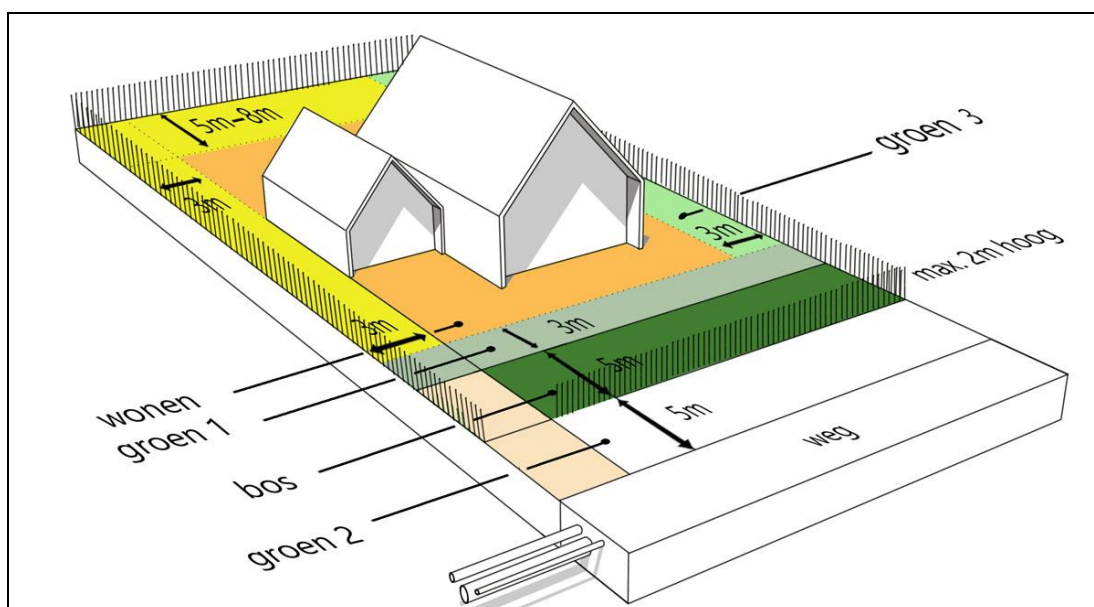 5m–8m
groen 3
3m
3m
max. 2m hoog
3m
3m
5m
5m
wonen
groen 1
weg
bos
groen 2